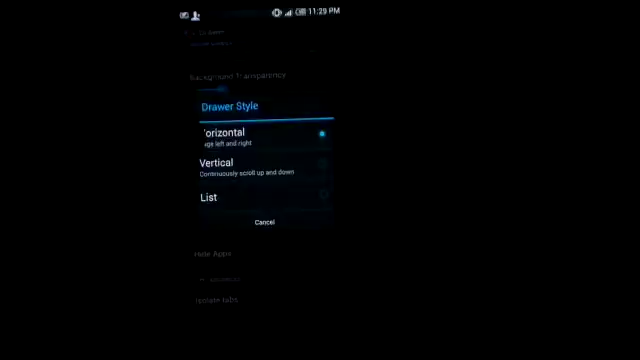 11:29 PM
Background Transparency
Drawer Style
orizontal
ge left and right
Vertical
Continuously scroll up and down
List
Cancel
Hide Apps